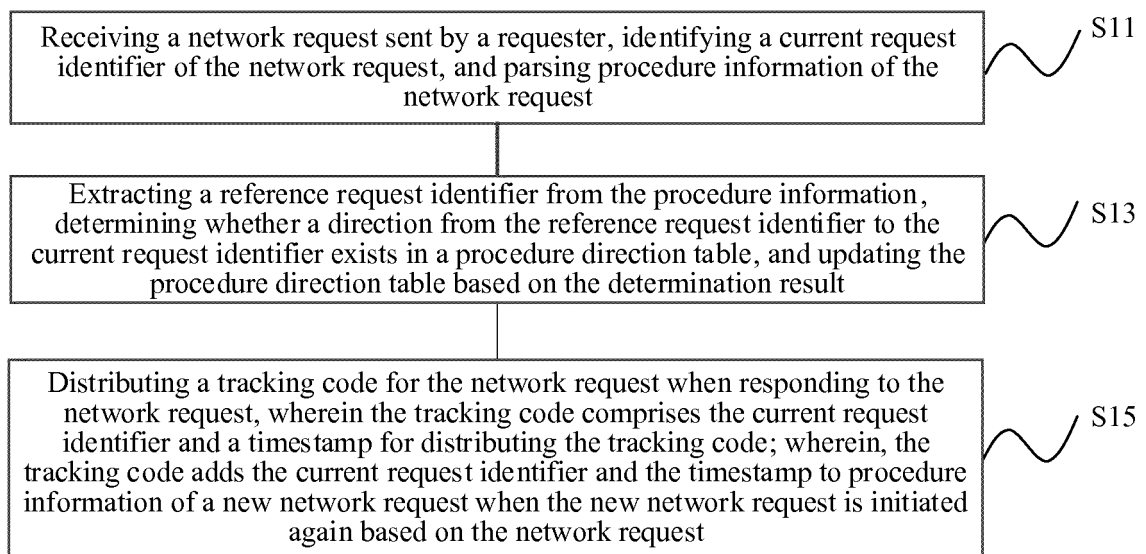 Receiving a network request sent by a requester, identifying a current request
identifier of the network request, and parsing procedure information of the
network request
S11
Extracting a reference request identifier from the procedure information,
determining whether a direction from the reference request identifier to the
current request identifier exists in a procedure direction table, and updating the
procedure direction table based on the determination result
S13
Distributing a tracking code for the network request when responding to the
network request, wherein the tracking code comprises the current request
identifier and a timestamp for distributing the tracking code; wherein, the
tracking code adds the current request identifier and the timestamp to procedure
information of a new network request when the new network request is initiated
again based on the network request
S15